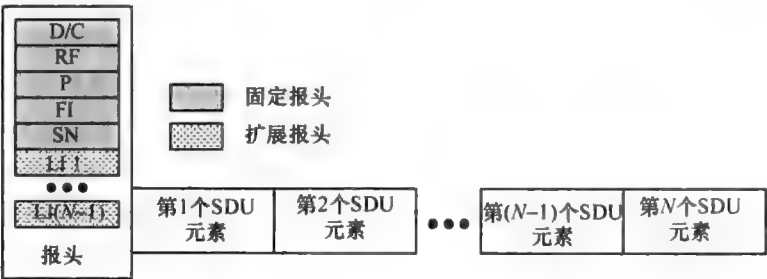 D/C
RF
P
FI
SN
LI 1
LI(N-1)
报头
固定报头
扩展报头
第1个SDU
元素
第2个SDU
元素
第(N-1)个SDU
元素
第N个SDU
元素